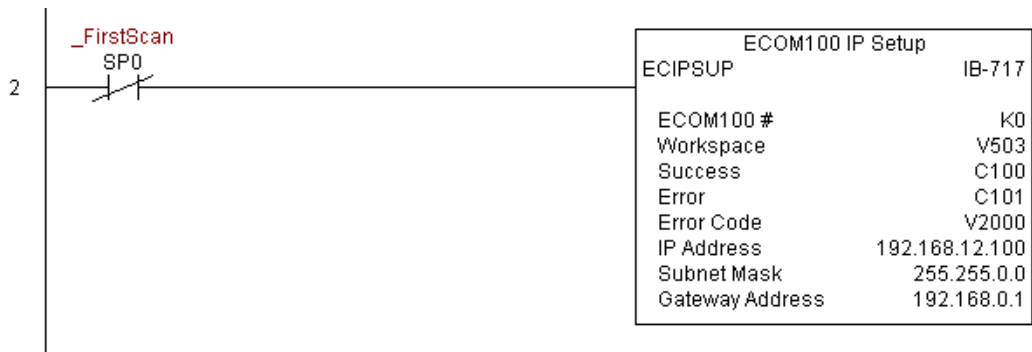 _FirstScan
SP0
2
ECOM100 IP Setup
ECIPSUP IB-717
ECOM100 # K0
Workspace V503
Success C100
Error C101
Error Code V2000
IP Address 192.168.12.100
Subnet Mask 255.255.0.0
Gateway Address 192.168.0.1